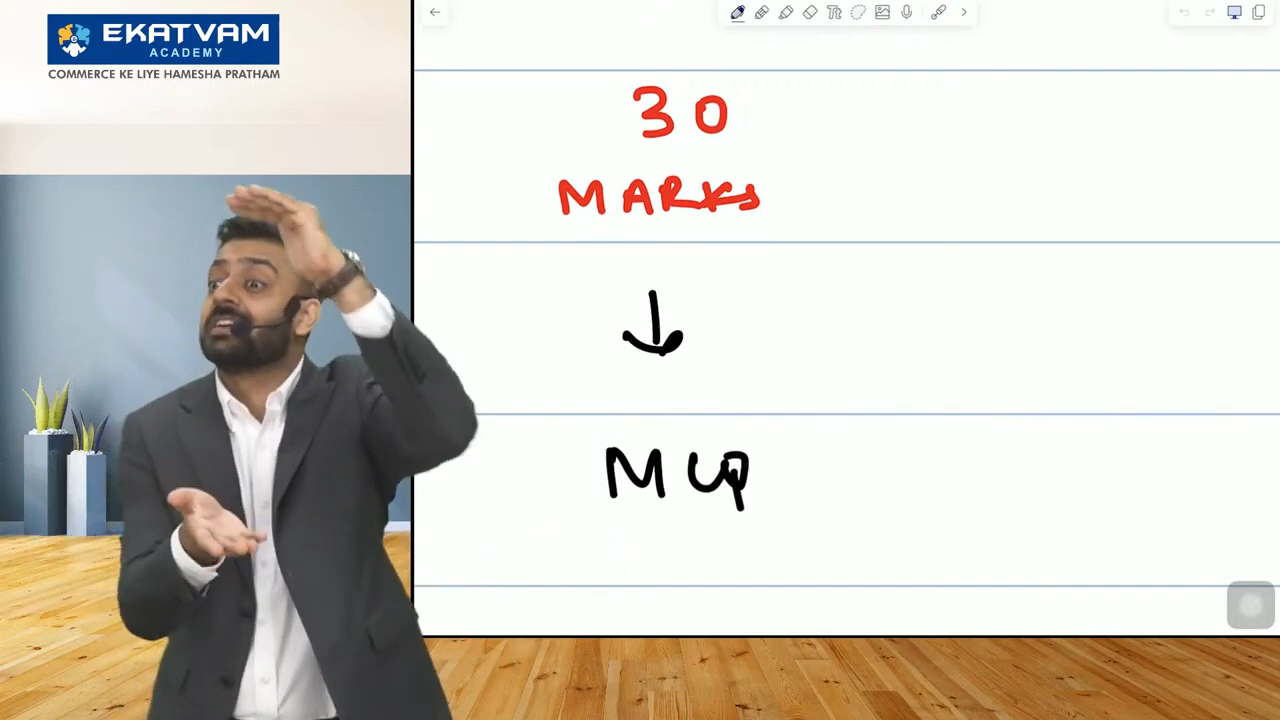 EKATVAM
ACADEMY
COMMERCE KE LIYE HAMESHA PRATHAM
30
MARKS
MCQ